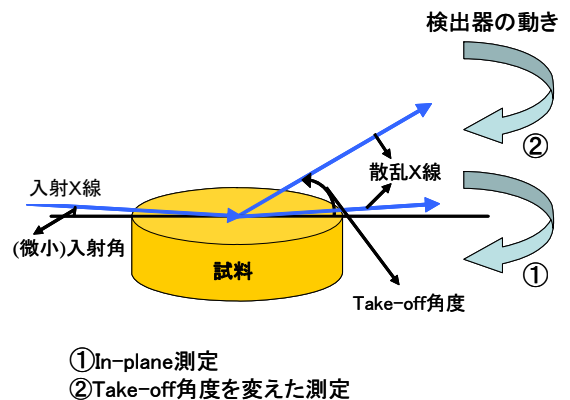 検出器の動き
②
散乱X線
入射X線
(微小)入射角
試料
①
Take-off角度
①In-plane測定
②Take-off角度を変えた測定